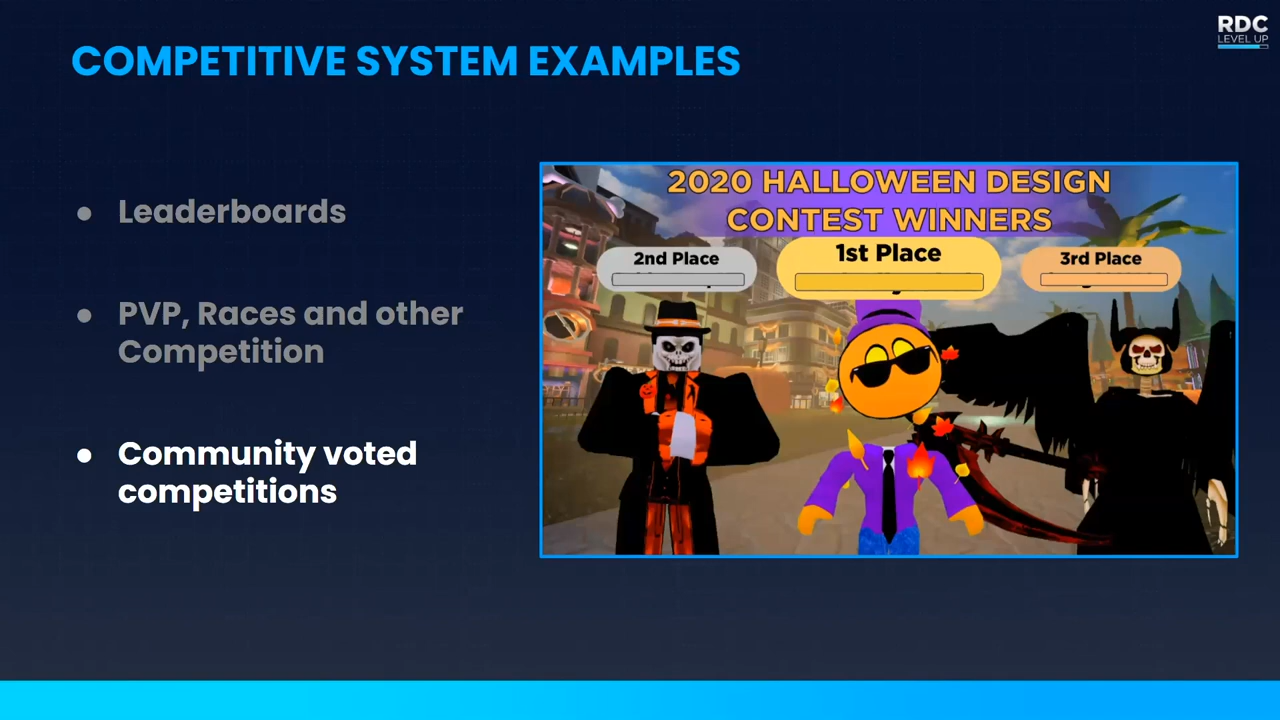 RDC
LEVEL UP
COMPETITIVE SYSTEM EXAMPLES
● Leaderboards
● PVP, Races and other
Competition
● Community voted
competitions
2020 HALLOWEEN DESIGN
CONTEST WINNERS
2nd Place
1st Place
3rd Place